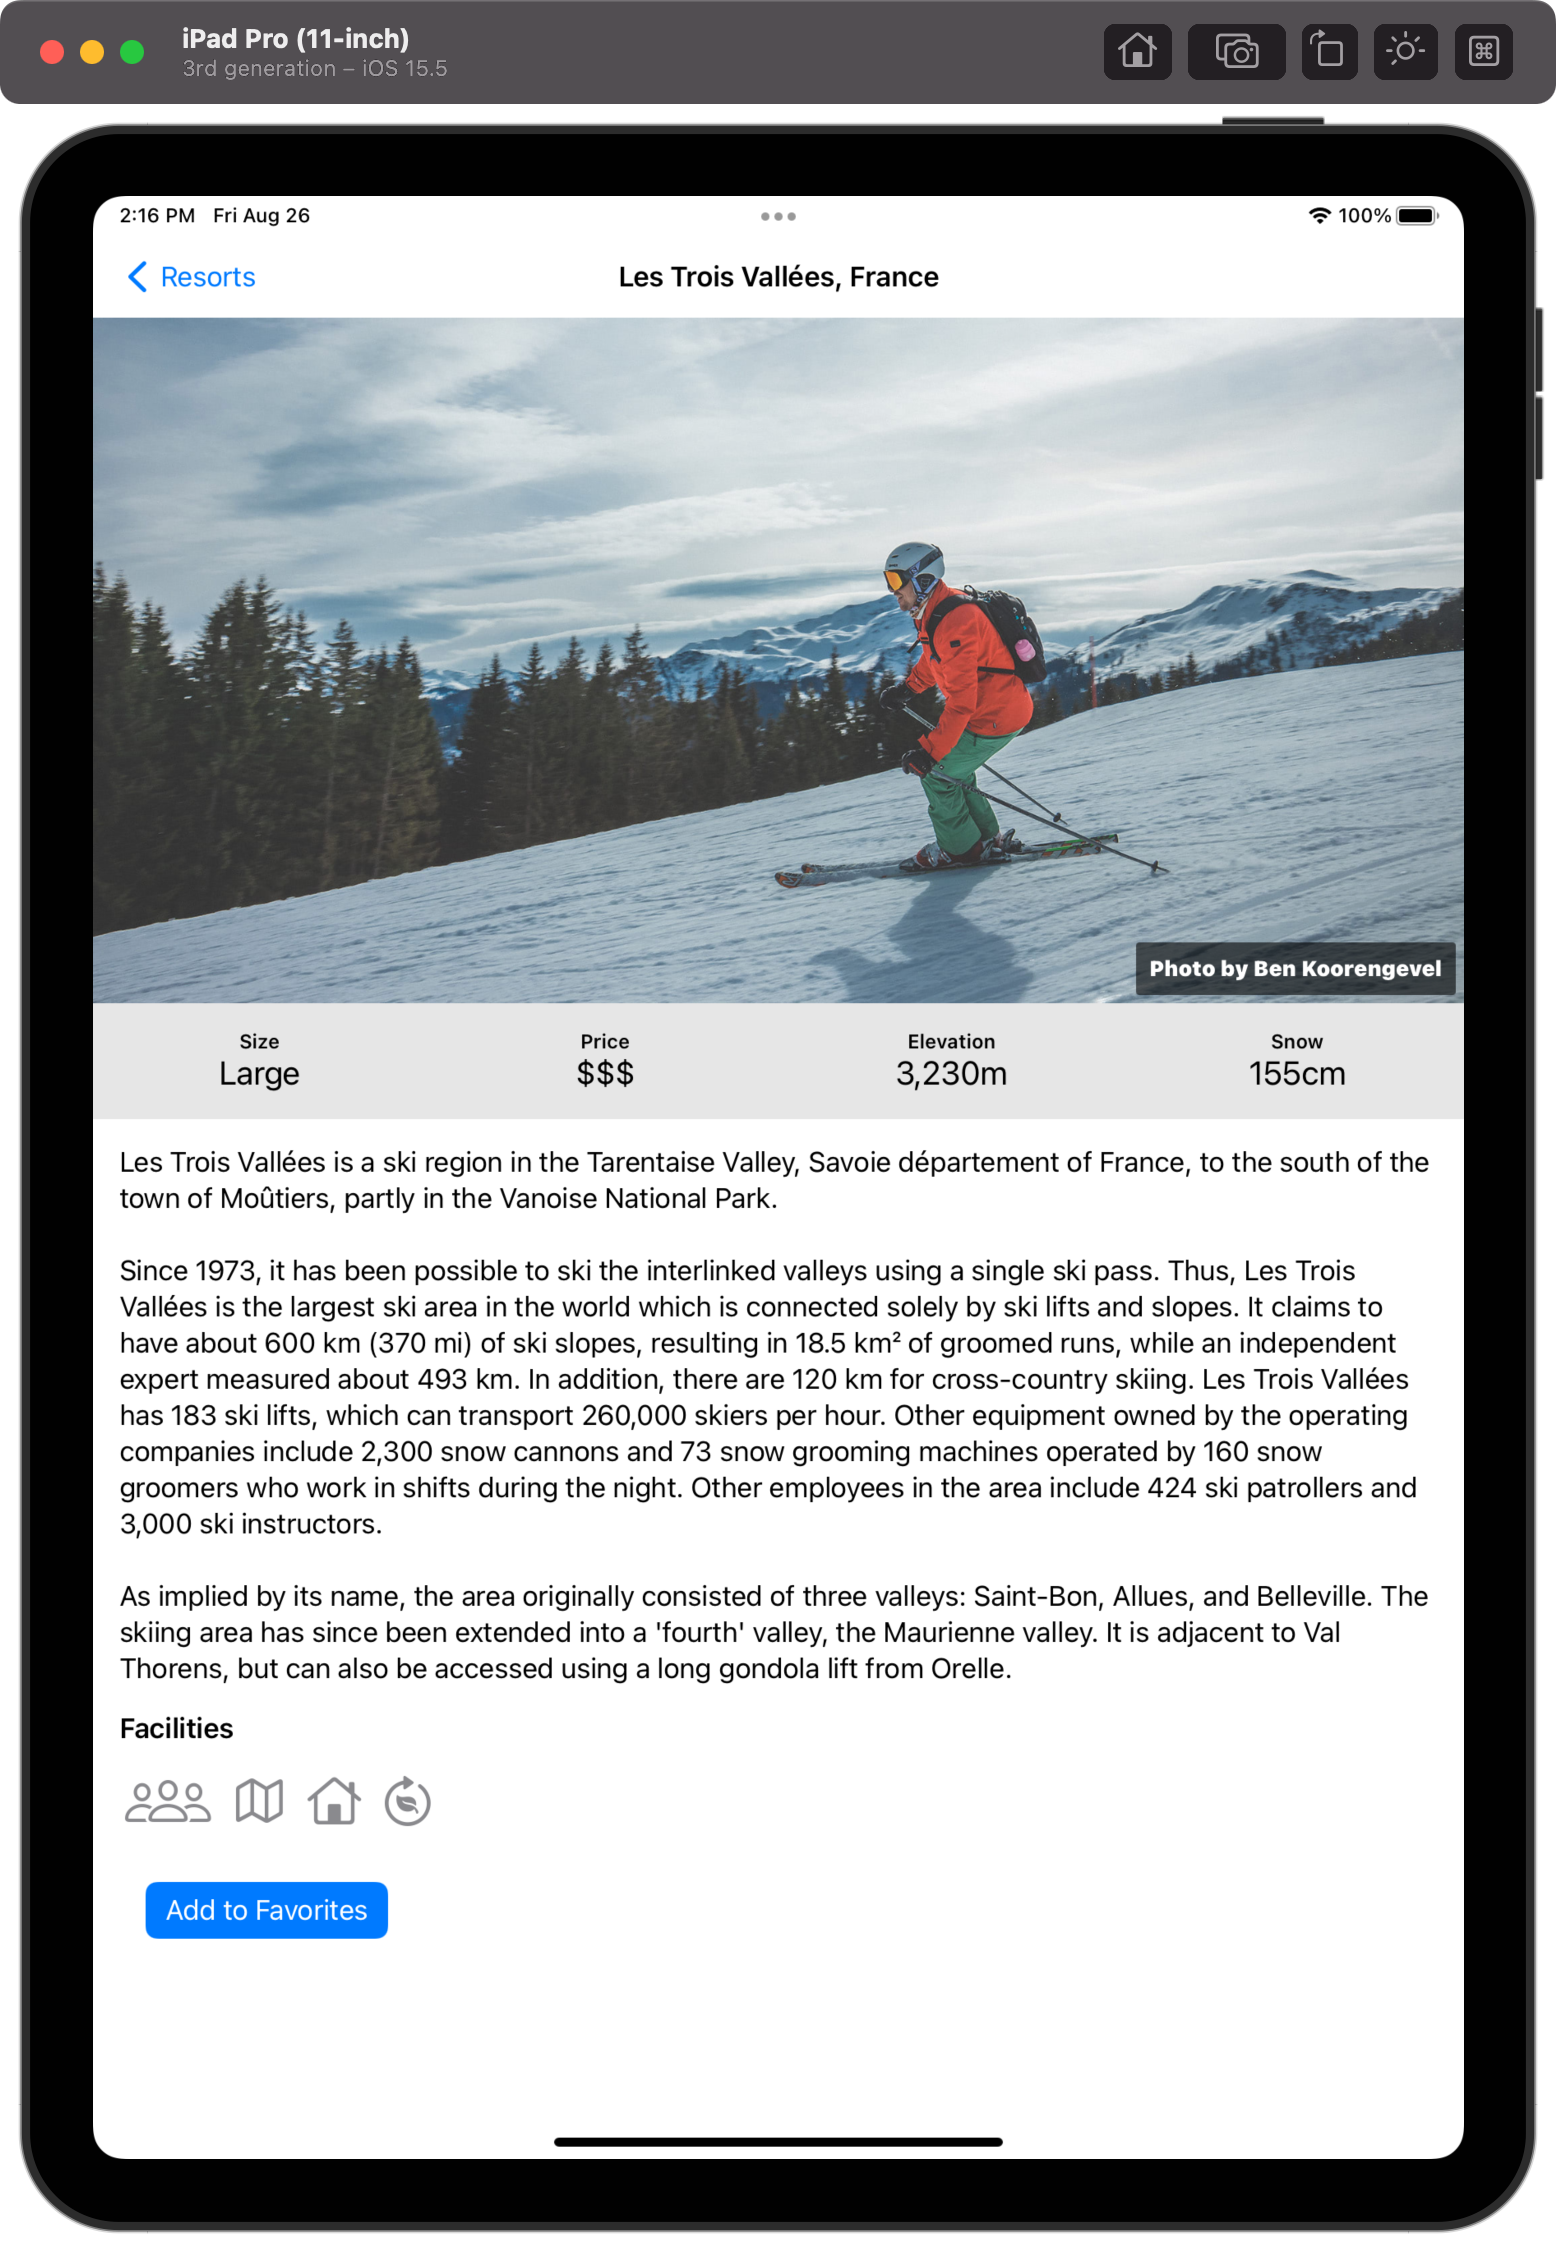 iPad Pro (11-inch)
3rd generation – iOS 15.5
2:16 PM Fri Aug 26
100%
Resorts
Les Trois Vallées, France
Photo by Ben Koorengevel
Size Price Elevation Snow
Large $$$ 3,230m 155cm
Les Trois Vallées is a ski region in the Tarentaise Valley, Savoie département of France, to the south of the
town of Moûtiers, partly in the Vanoise National Park.
Since 1973, it has been possible to ski the interlinked valleys using a single ski pass. Thus, Les Trois
Vallées is the largest ski area in the world which is connected solely by ski lifts and slopes. It claims to
have about 600 km (370 mi) of ski slopes, resulting in 18.5 km² of groomed runs, while an independent
expert measured about 493 km. In addition, there are 120 km for cross-country skiing. Les Trois Vallées
has 183 ski lifts, which can transport 260,000 skiers per hour. Other equipment owned by the operating
companies include 2,300 snow cannons and 73 snow grooming machines operated by 160 snow
groomers who work in shifts during the night. Other employees in the area include 424 ski patrollers and
3,000 ski instructors.
As implied by its name, the area originally consisted of three valleys: Saint-Bon, Allues, and Belleville. The
skiing area has since been extended into a 'fourth' valley, the Maurienne valley. It is adjacent to Val
Thorens, but can also be accessed using a long gondola lift from Orelle.
Facilities
Add to Favorites